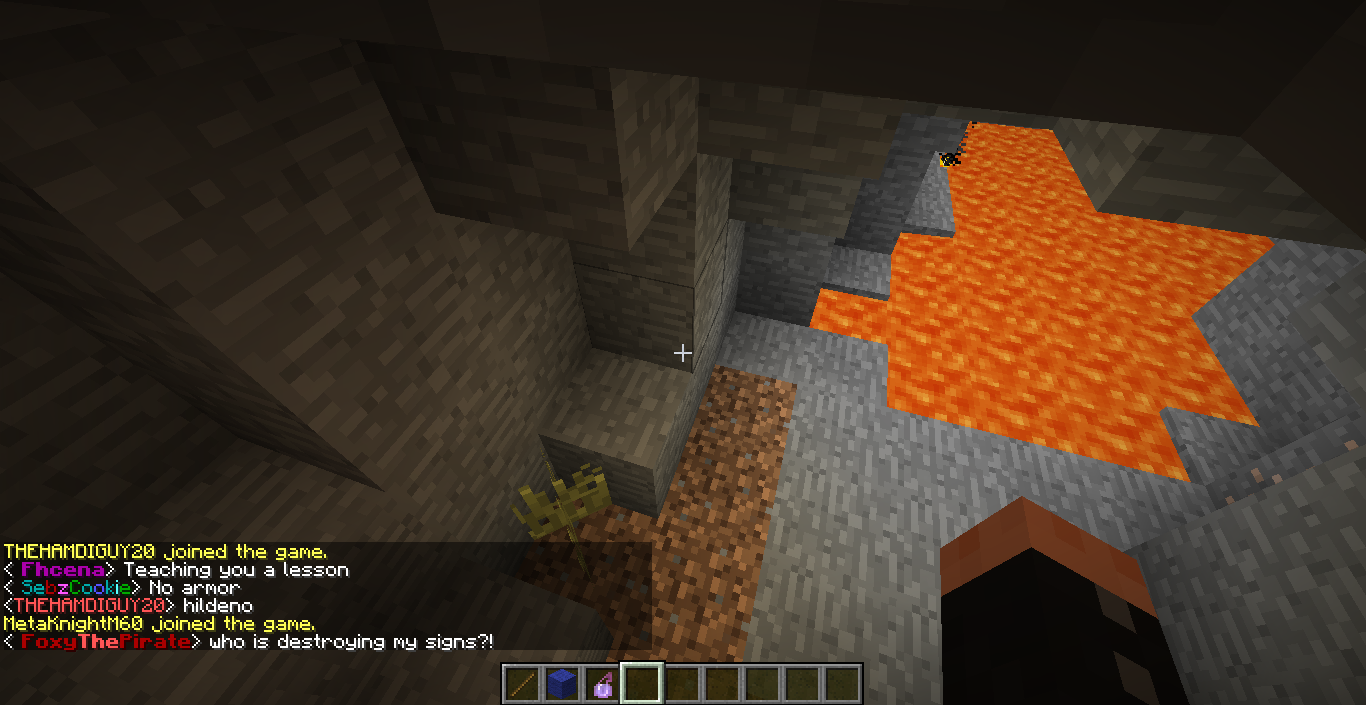 THEHAMDIGUY20 joined the game.
< Fhcena> Teaching you a lesson
< SebzCookie> No armor
<THEHAMDIGUY20> hildeno
MetaKnightM60 joined the game.
< FoxyThePirate> who is destroying my signs?!